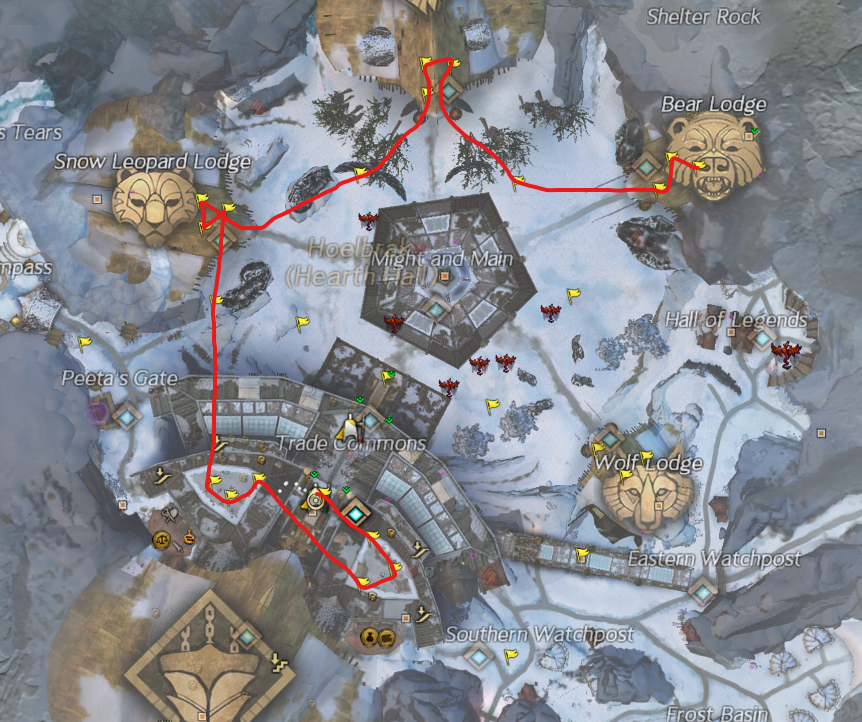 Shelter Rock
Bear Lodge
s Tears
Snow Leopard Lodge
Hoelbrak
(Hearth Hall)
Might and Main
mpass
Hall of Legends
Peeta's Gate
Trade Commons
Wolf Lodge
Eastern Watchpost
Southern Watchpost
Frost Basin